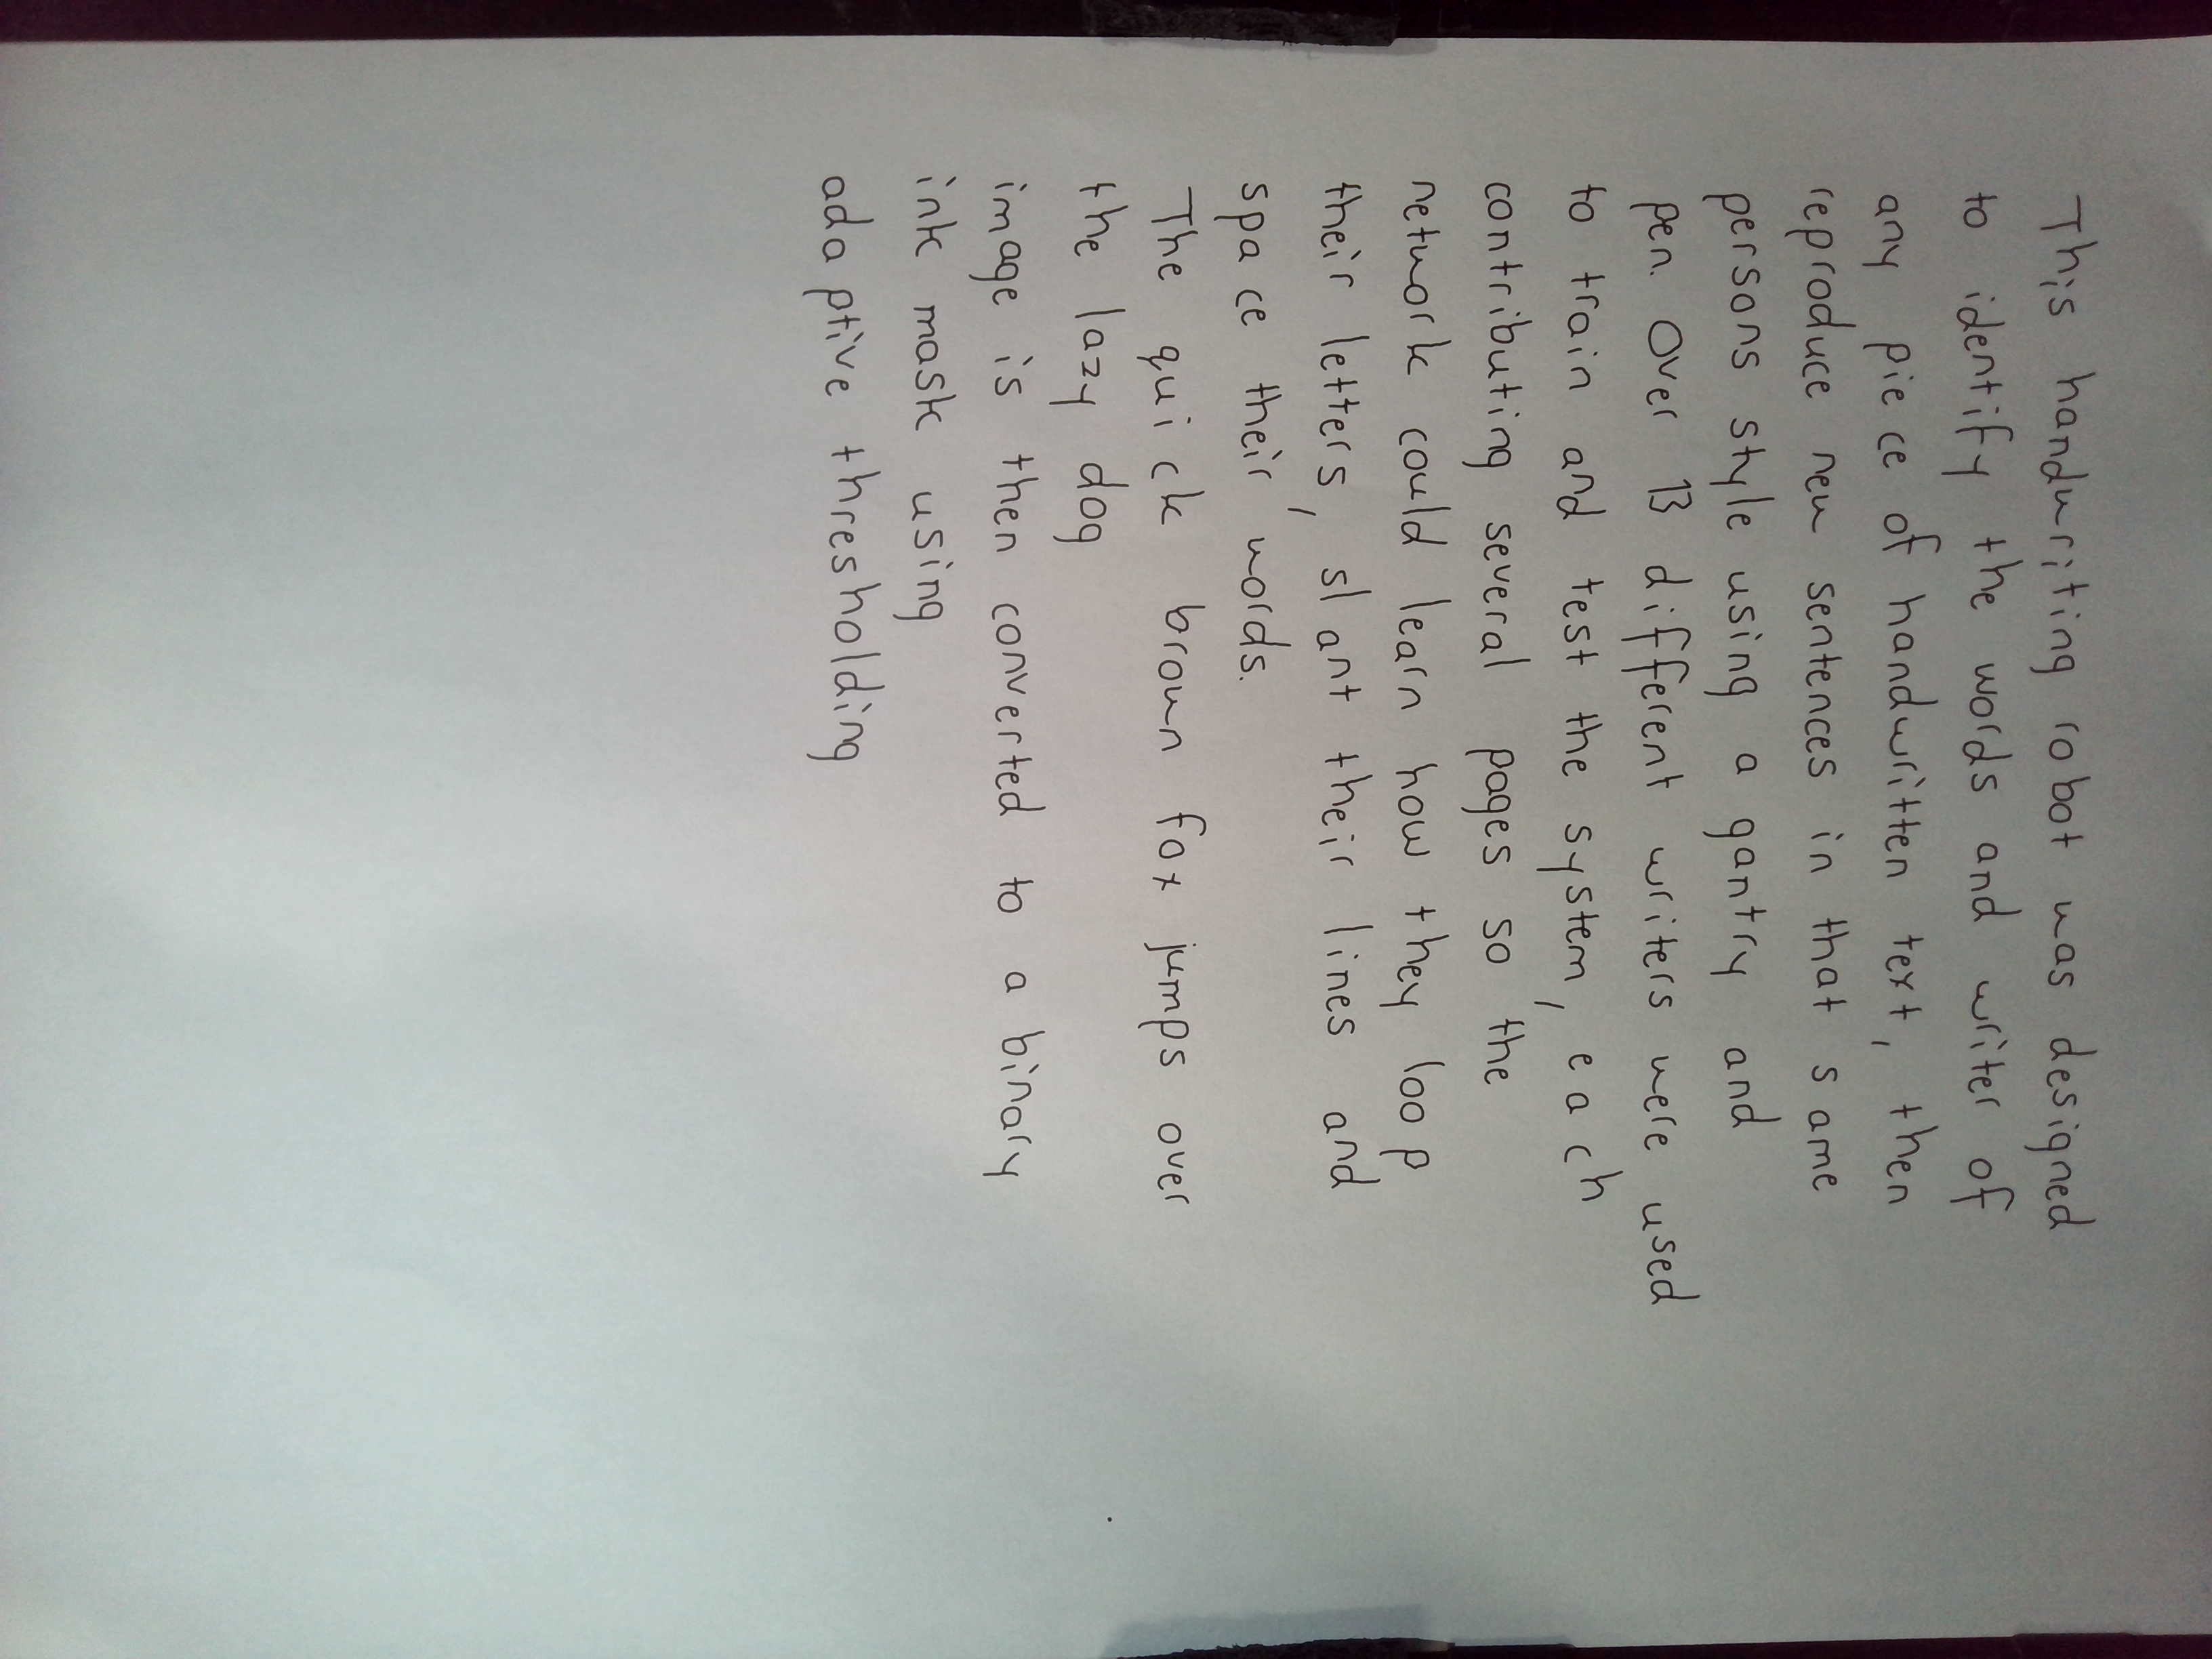 This handwriting robot was designed
to identify the words and writer of
any piece of handwritten text, then
reproduce new sentences in that same
persons style using a gantry and
pen. Over 13 different writers were used
to train and test the system, each
contributing several pages so the
network could learn how they loop
their letters, slant their lines and
space their words.
The quick brown fox jumps over
the lazy dog
image is then converted to a binary
ink mask using
adaptive thresholding